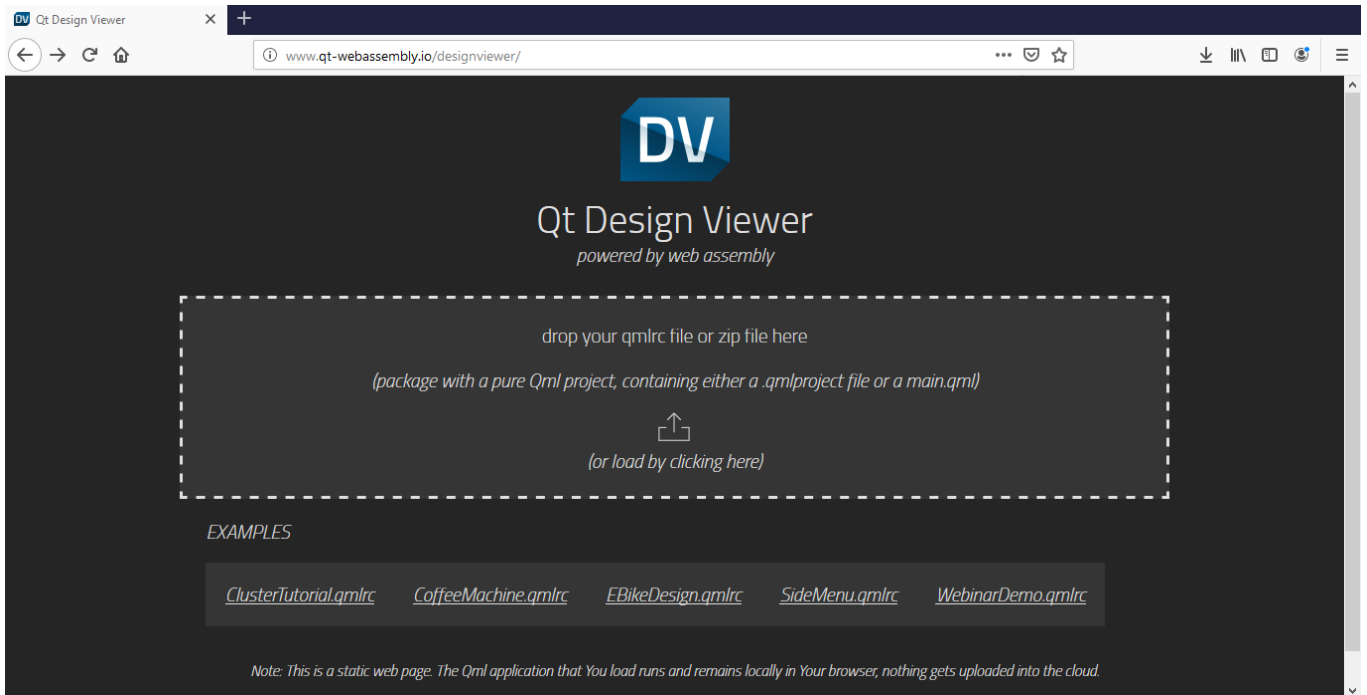 DV Qt Design Viewer
www.qt-webassembly.io/designviewer/
DV
Qt Design Viewer
powered by web assembly
drop your qmlrc file or zip file here
(package with a pure Qml project, containing either a .qmlproject file or a main.qml)
(or load by clicking here)
EXAMPLES
ClusterTutorial.qmlrc CoffeeMachine.qmlrc EBikeDesign.qmlrc SideMenu.qmlrc WebinarDemo.qmlrc
Note: This is a static web page. The Qml application that You load runs and remains locally in Your browser, nothing gets uploaded into the cloud.